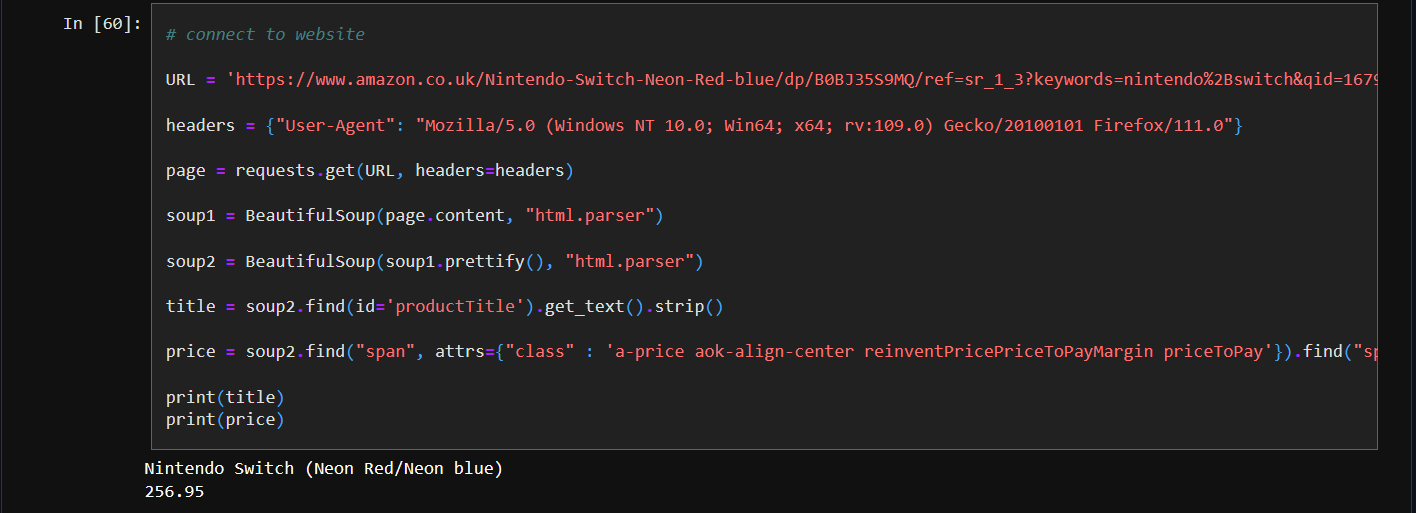 In [60]:
# connect to website
URL = 'https://www.amazon.co.uk/Nintendo-Switch-Neon-Red-blue/dp/B0BJ35S9MQ/ref=sr_1_3?keywords=nintendo%2Bswitch&qid=1679
headers = {"User-Agent": "Mozilla/5.0 (Windows NT 10.0; Win64; x64; rv:109.0) Gecko/20100101 Firefox/111.0"}
page = requests.get(URL, headers=headers)
soup1 = BeautifulSoup(page.content, "html.parser")
soup2 = BeautifulSoup(soup1.prettify(), "html.parser")
title = soup2.find(id='productTitle').get_text().strip()
price = soup2.find("span", attrs={"class" : 'a-price aok-align-center reinventPricePriceToPayMargin priceToPay'}).find("sp
print(title)
print(price)
Nintendo Switch (Neon Red/Neon blue)
256.95